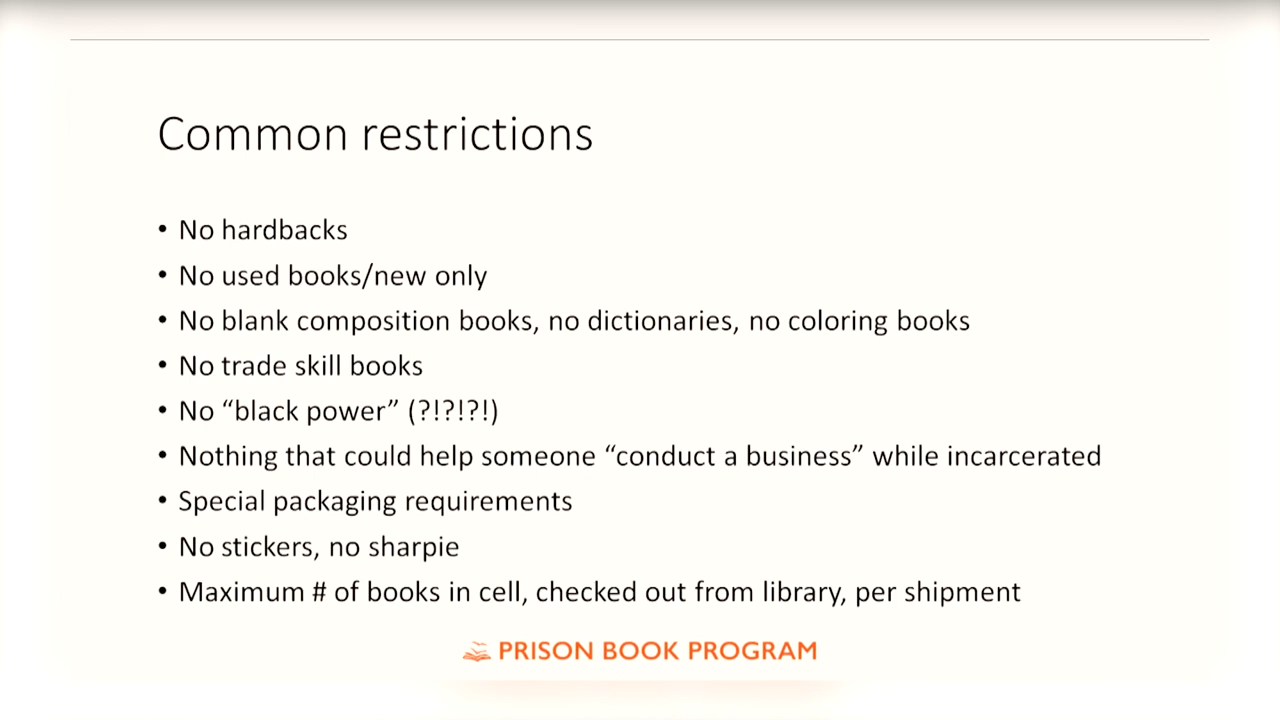 Common restrictions
• No hardbacks
• No used books/new only
• No blank composition books, no dictionaries, no coloring books
• No trade skill books
• No “black power” (?!?!?!)
• Nothing that could help someone “conduct a business” while incarcerated
• Special packaging requirements
• No stickers, no sharpie
• Maximum # of books in cell, checked out from library, per shipment
PRISON BOOK PROGRAM